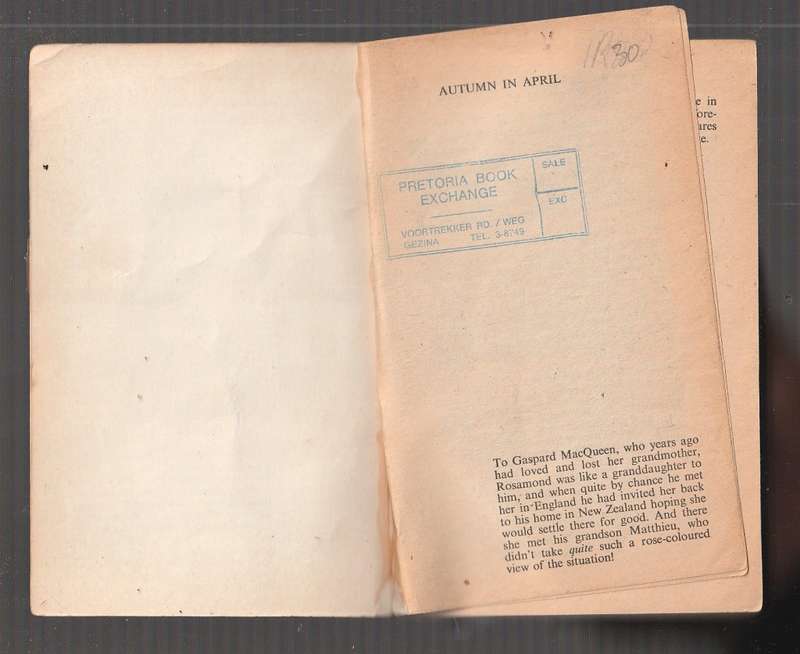 R30
AUTUMN IN APRIL
e in
ore-
ures
e.
PRETORIA BOOK
EXCHANGE
VOORTREKKER RD. / WEG
GEZINA TEL. 3-8749
SALE
EXC
To Gaspard MacQueen, who years ago
had loved and lost her grandmother,
Rosamond was like a granddaughter to
him, and when quite by chance he met
her in England he had invited her back
to his home in New Zealand hoping she
would settle there for good. And there
she met his grandson Matthieu, who
didn't take quite such a rose-coloured
view of the situation!